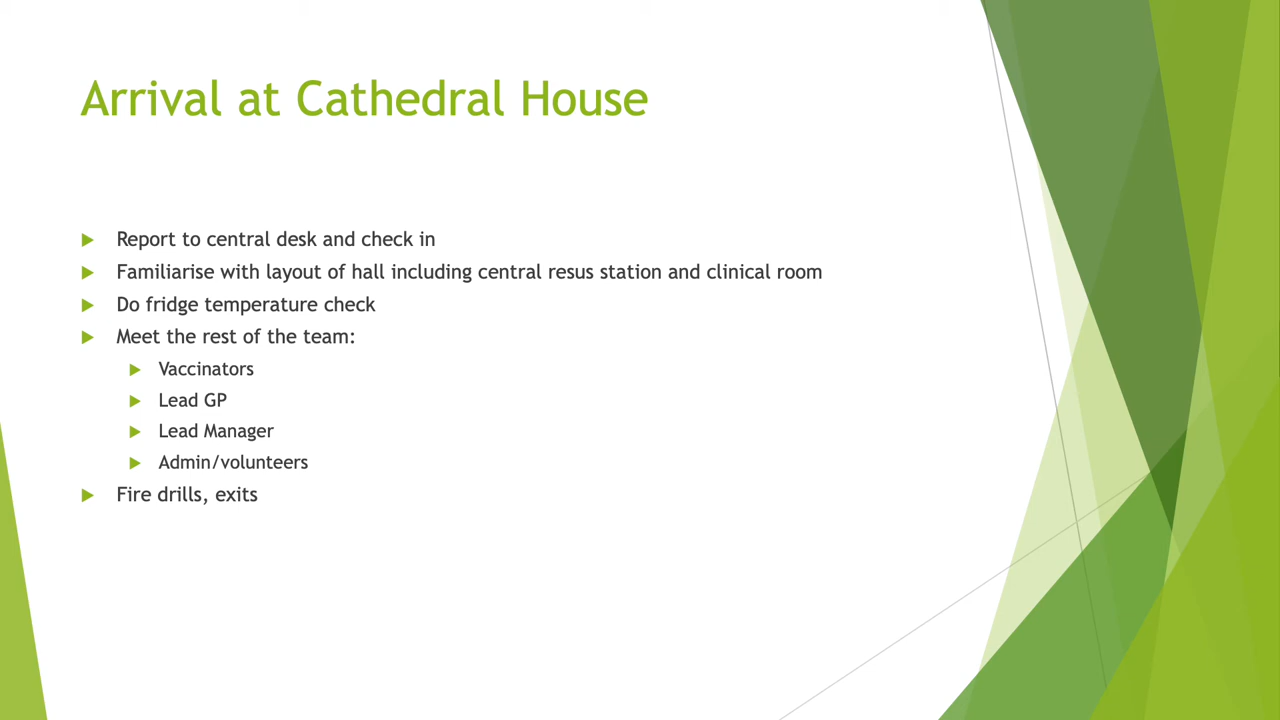 Arrival at Cathedral House
Report to central desk and check in
Familiarise with layout of hall including central resus station and clinical room
Do fridge temperature check
Meet the rest of the team:
Vaccinators
Lead GP
Lead Manager
Admin/volunteers
Fire drills, exits